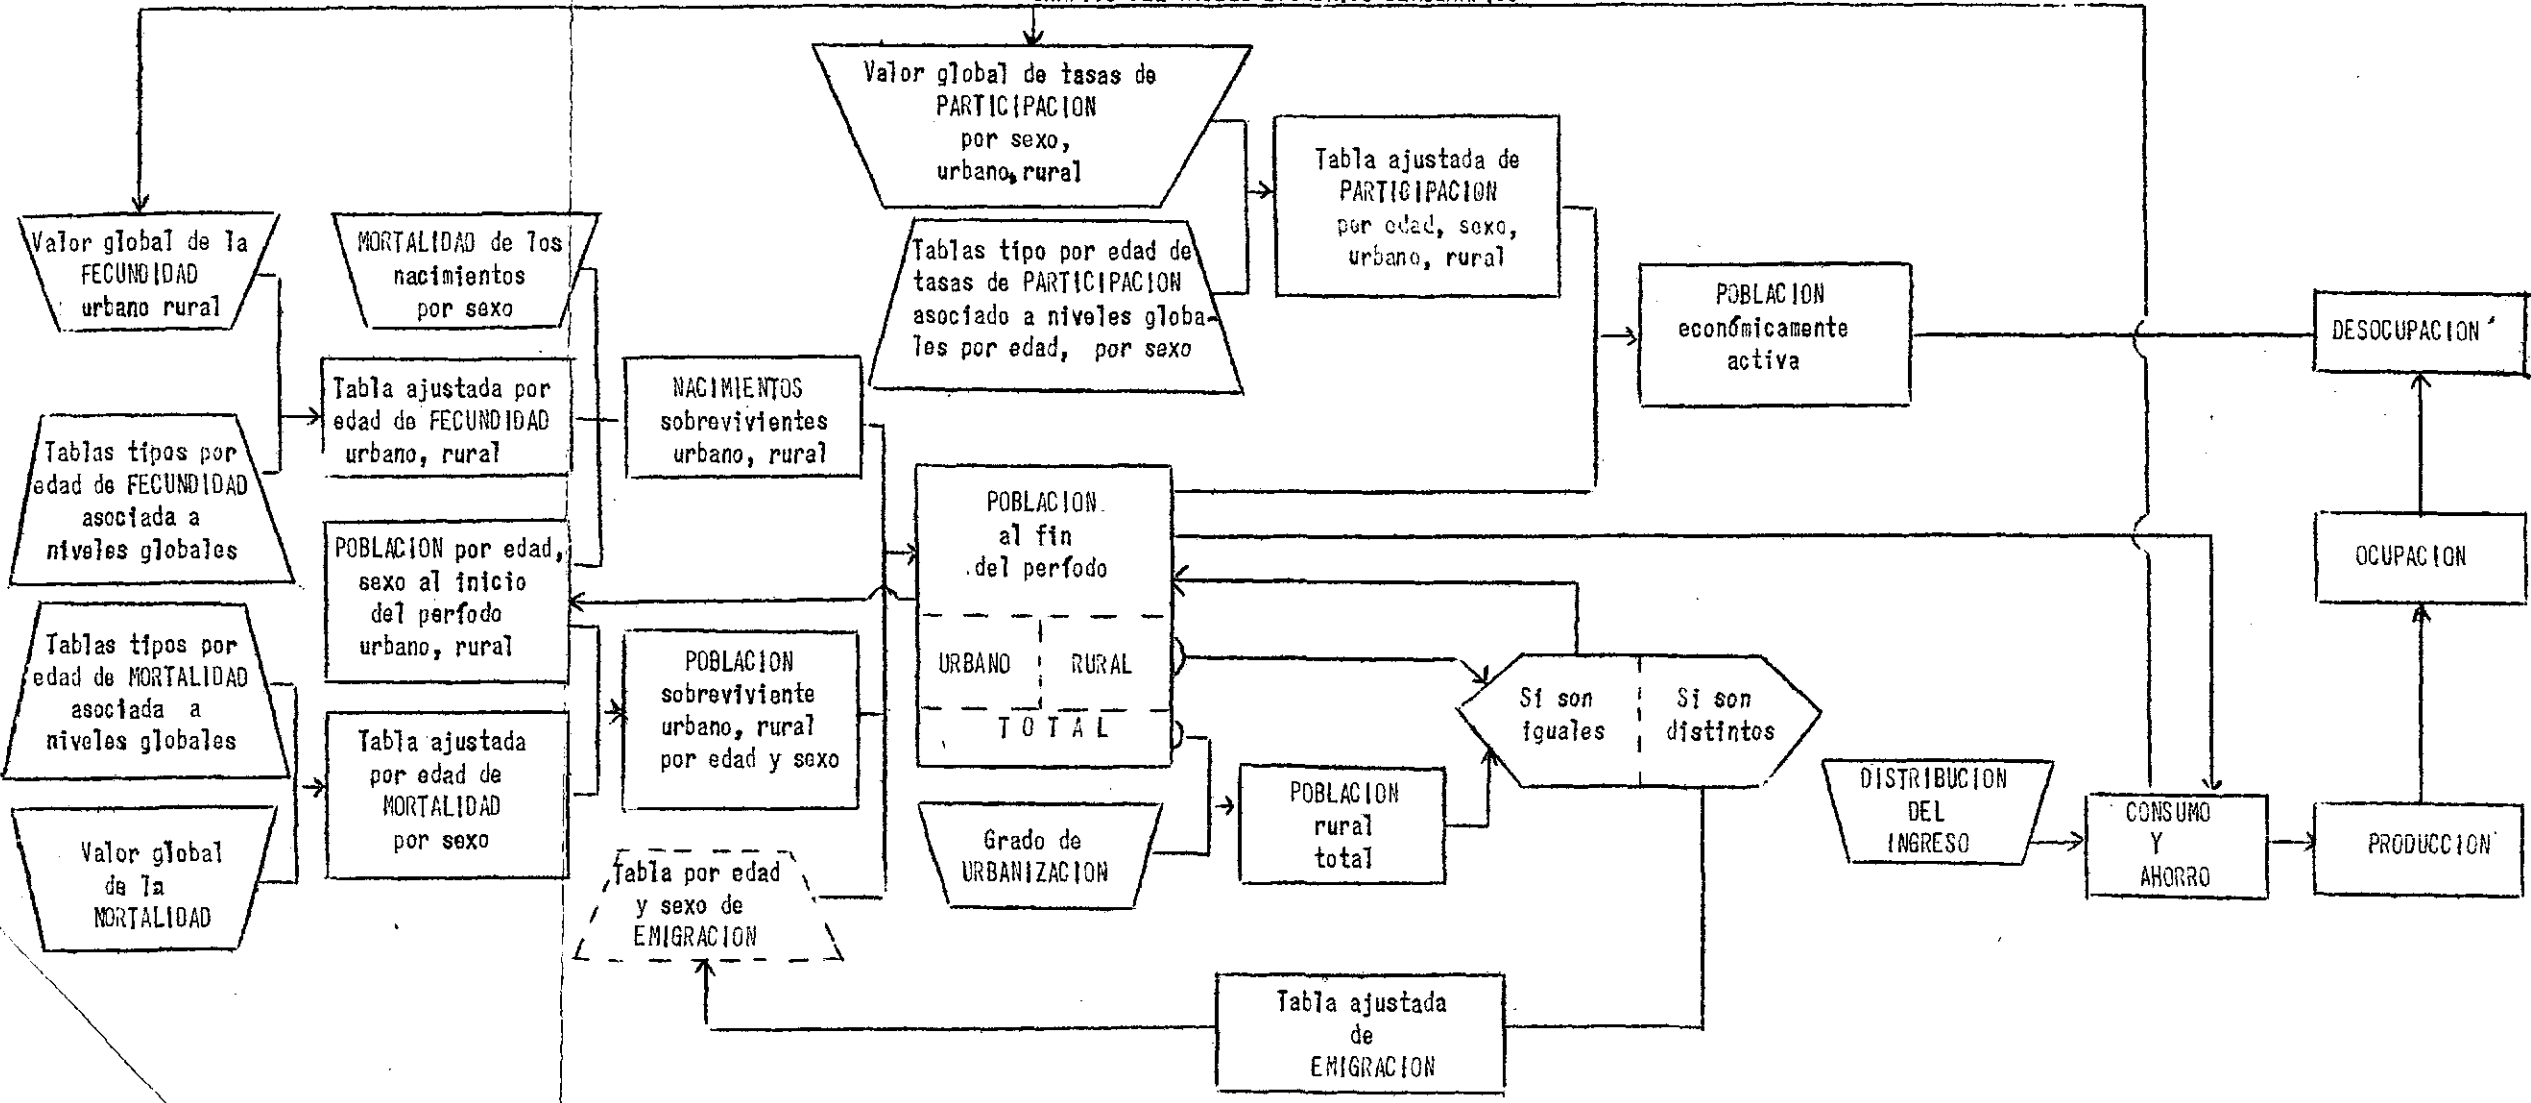 Valor global de tasas de
PARTICIPACION
por sexo,
urbano, rural
Tabla ajustada de
PARTICIPACION
por edad, sexo,
urbano, rural
Valor global de la
FECUNDIDAD
urbano rural
MORTALIDAD de los
nacimientos
por sexo
Tablas tipo por edad de
tasas de PARTICIPACION
asociado a niveles globa-
les por edad, por sexo
POBLACION
económicamente
activa
DESOCUPACION
Tabla ajustada por
edad de FECUNDIDAD
urbano, rural
NACIMIENTOS
sobrevivientes
urbano, rural
Tablas tipos por
edad de FECUNDIDAD
asociada a
niveles globales
POBLACION por edad,
sexo al inicio
del período
urbano, rural
POBLACION
al fin
del período
URBANO
RURAL
TOTAL
OCUPACION
Tablas tipos por
edad de MORTALIDAD
asociada a
niveles globales
POBLACION
sobreviviente
urbano, rural
por edad y sexo
Si son
iguales
Si son
distintos
Tabla ajustada
por edad de
MORTALIDAD
por sexo
Valor global
de la
MORTALIDAD
Grado de
URBANIZACION
POBLACION
rural
total
DISTRIBUCION
DEL
INGRESO
CONSUMO
Y
AHORRO
PRODUCCION
Tabla por edad
y sexo de
EMIGRACION
Tabla ajustada
de
EMIGRACION